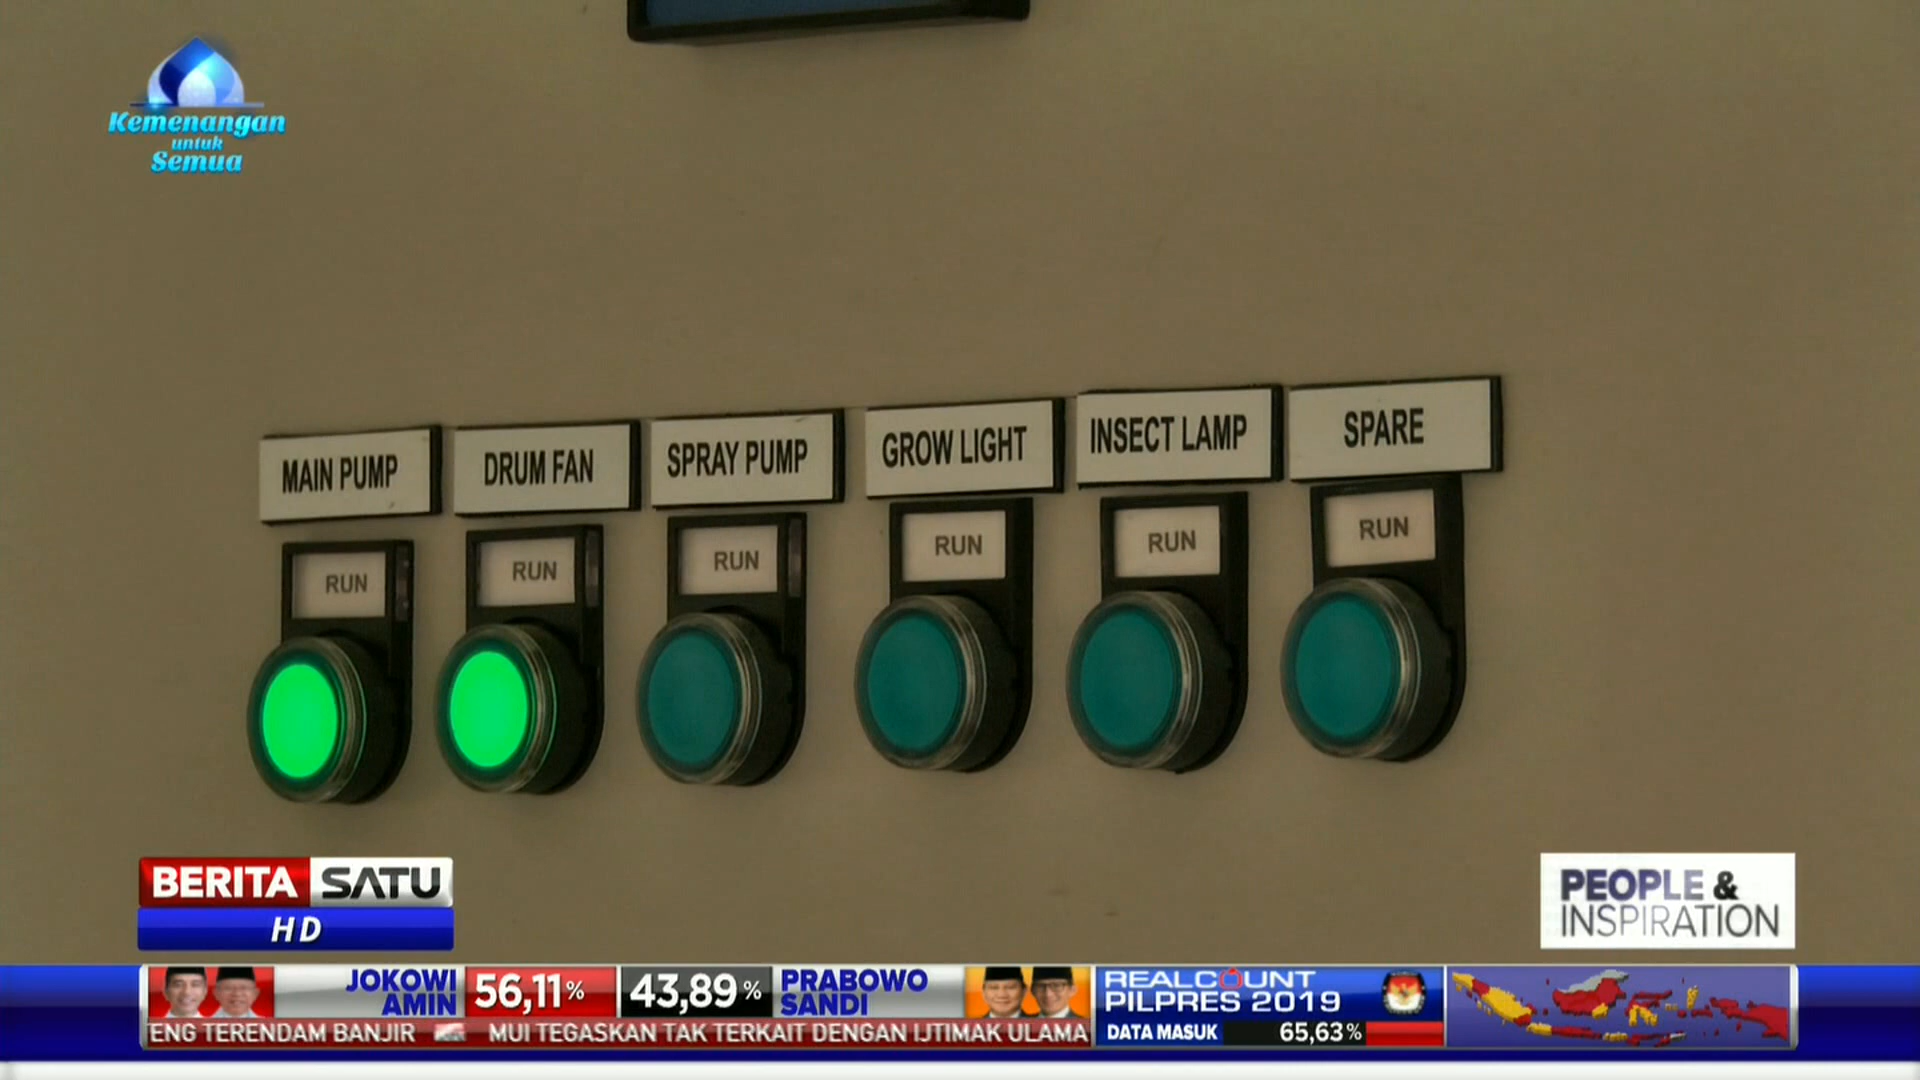 Kemenangan
untuk
Semua
MAIN PUMP
DRUM FAN
SPRAY PUMP
GROW LIGHT
INSECT LAMP
SPARE
RUN
RUN
RUN
RUN
RUN
RUN
BERITA SATU
HD
PEOPLE &
INSPIRATION
JOKOWI
AMIN
56,11%
43,89%
PRABOWO
SANDI
REAL COUNT
PILPRES 2019
DATA MASUK 65,63%
ENG TERENDAM BANJIR MUI TEGASKAN TAK TERKAIT DENGAN IJTIMAK ULAMA